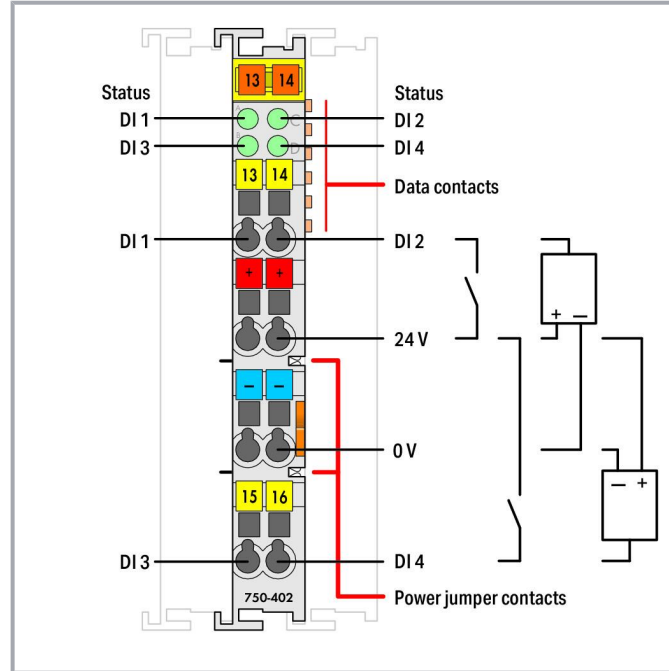 13 14
Status
Status
A
C
DI 1
DI 2
B
D
DI 3
DI 4
13 14
Data contacts
DI 1
DI 2
+ +
+ −
24 V
− −
0 V
− +
15 16
DI 3
DI 4
750-402
Power jumper contacts